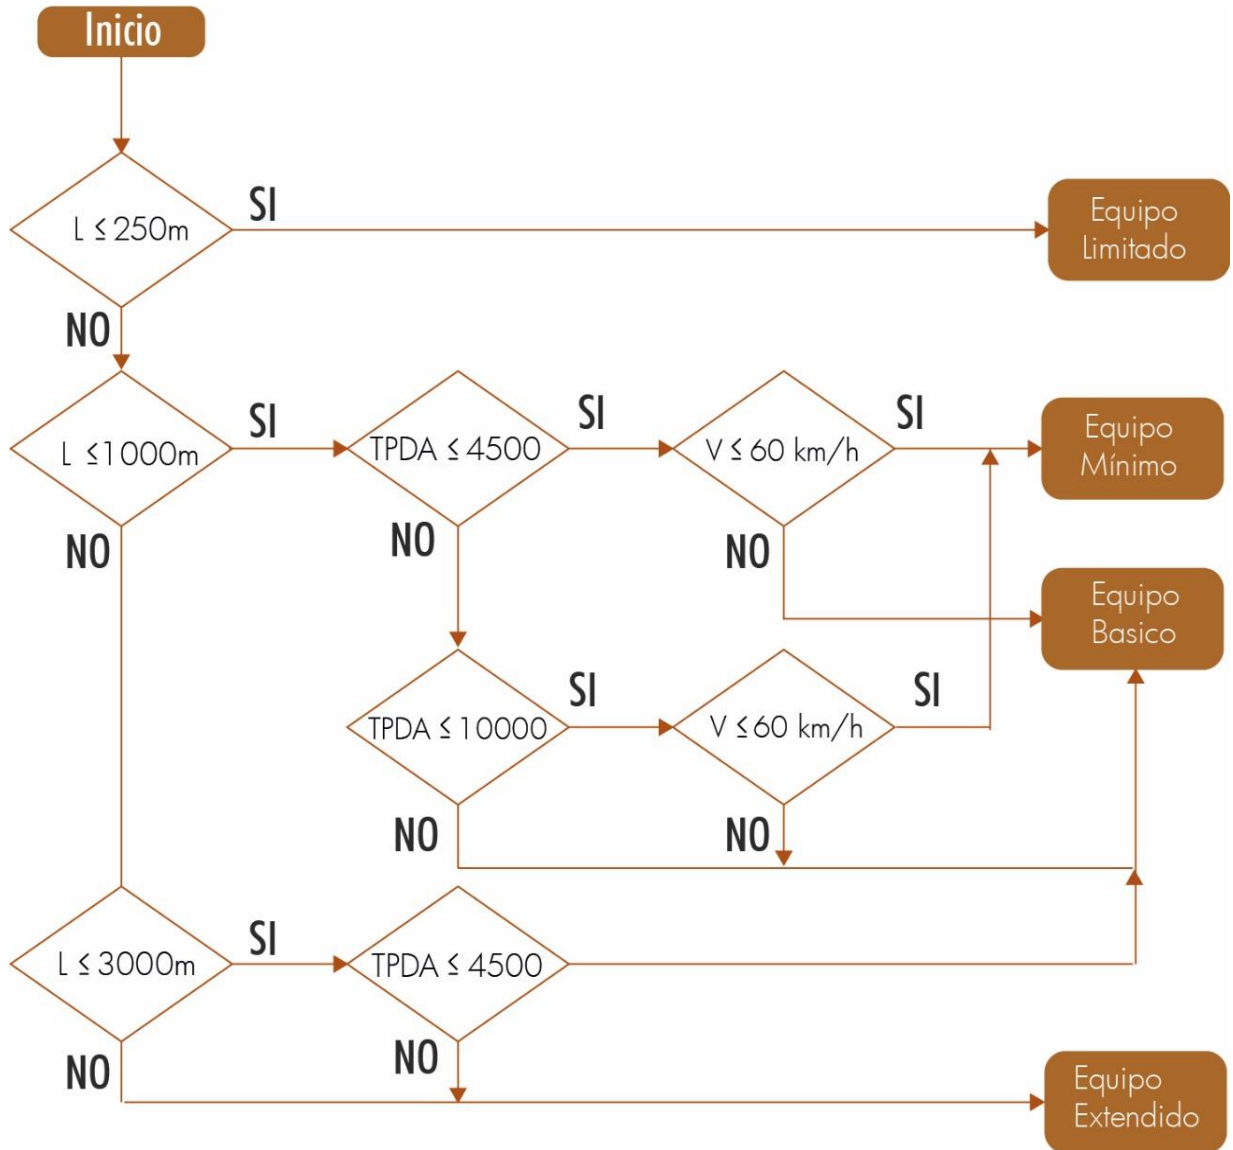 Inicio
SI
L ≤ 250m
Equipo
Limitado
NO
SI
SI
SI
L ≤1000m
TPDA ≤ 4500
V ≤ 60 km/h
Equipo
Mínimo
NO
NO
NO
Equipo
Basico
SI
SI
TPDA ≤ 10000
V ≤ 60 km/h
NO
NO
SI
L ≤ 3000m
TPDA ≤ 4500
NO
NO
Equipo
Extendido